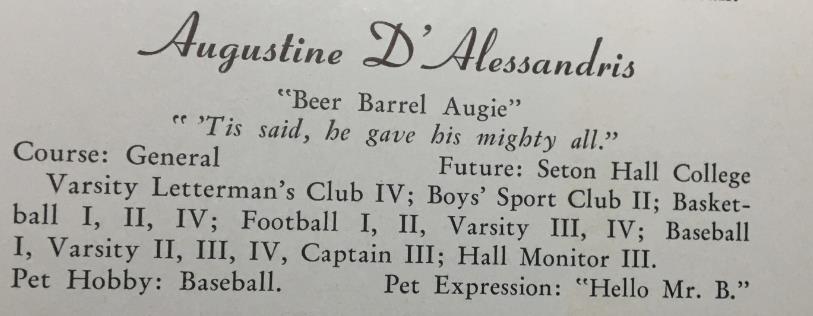 Augustine D'Alessandris
"Beer Barrel Augie"
" 'Tis said, he gave his mighty all."
Course: General Future: Seton Hall College
Varsity Letterman's Club IV; Boys' Sport Club II; Basket-
ball I, II, IV; Football I, II, Varsity III, IV; Baseball
I, Varsity II, III, IV, Captain III; Hall Monitor III.
Pet Hobby: Baseball. Pet Expression: "Hello Mr. B."